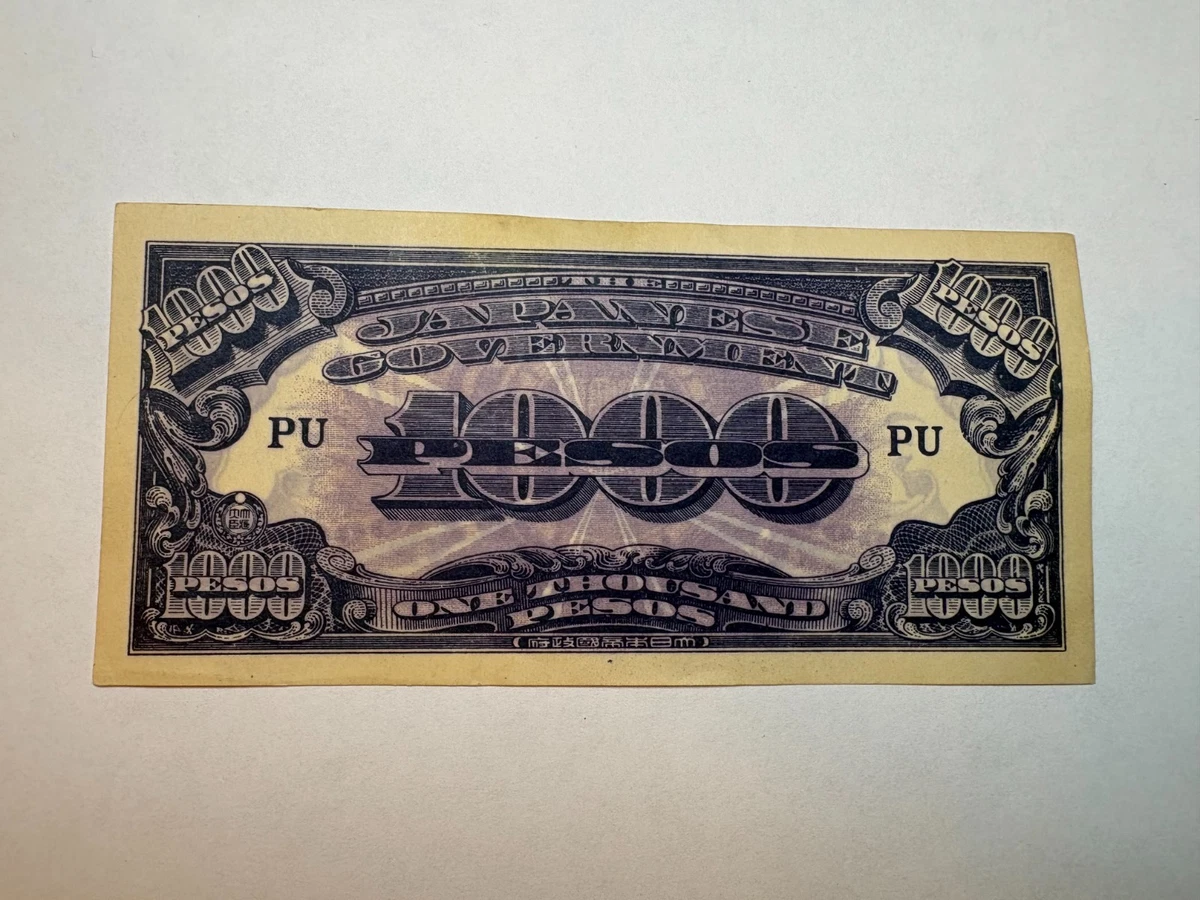 1000 PESOS
THE
1000 PESOS
JAPANESE
GOVERNMENT
PU
1000 PESOS
PU
1000 PESOS
ONE THOUSAND
PESOS
1000 PESOS
府政國帝本日大